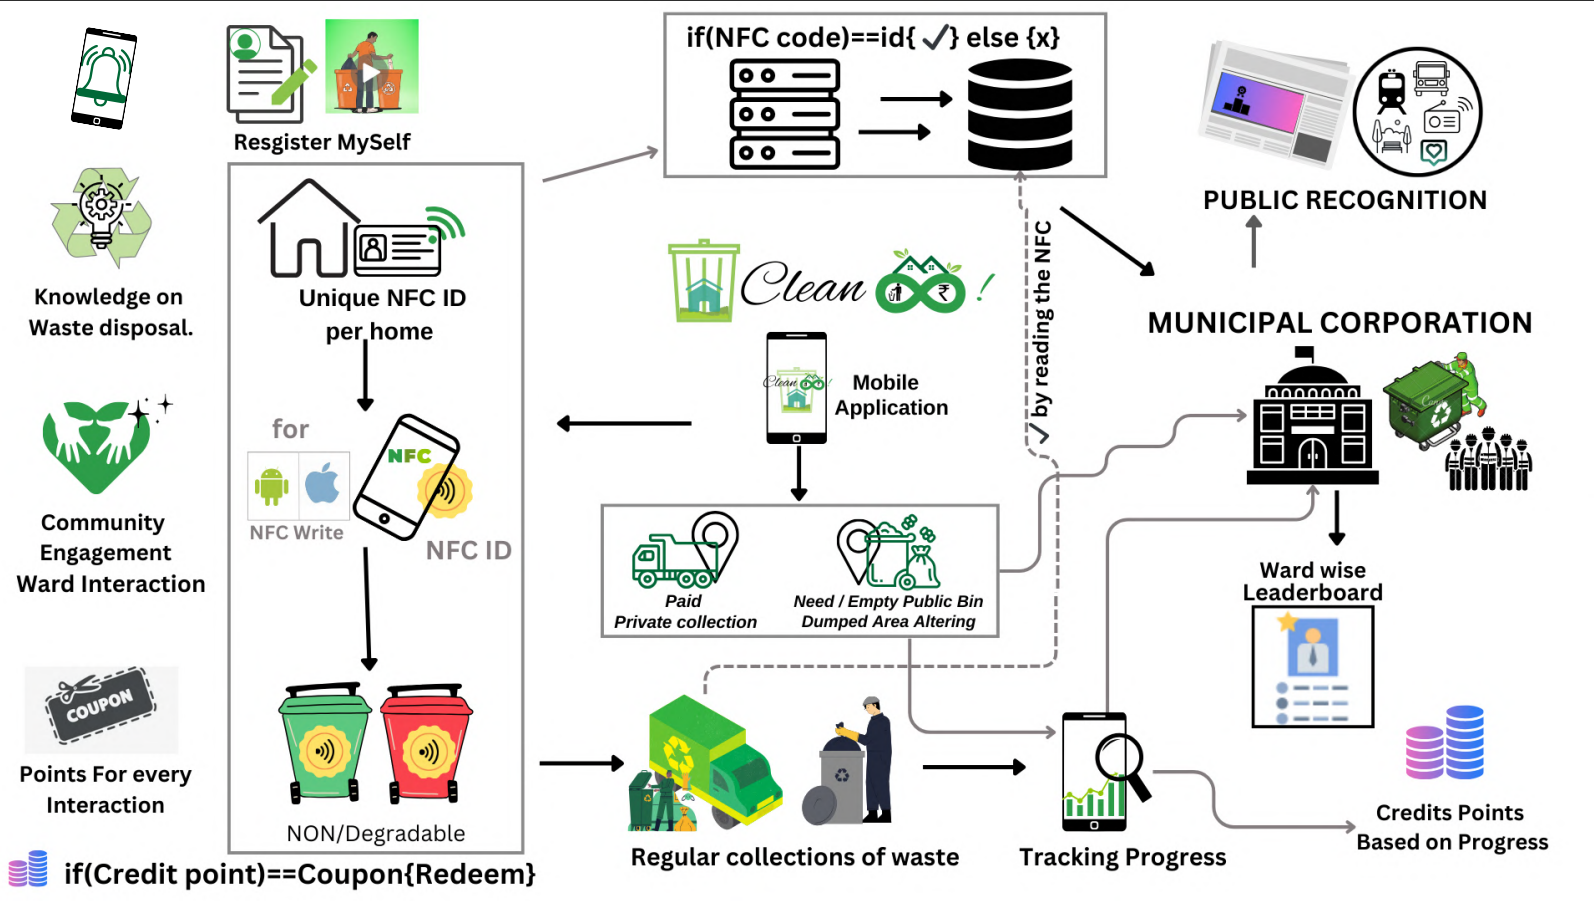 if(NFC code)==id{ ✓} else {x}
Resgister MySelf
PUBLIC RECOGNITION
Knowledge on
Waste disposal.
Unique NFC ID
per home
Clean !
✓ by reading the NFC
MUNICIPAL CORPORATION
Mobile
Application
Clean !
for
NFC
NFC Write
NFC ID
Community
Engagement
Ward Interaction
Paid
Private collection
Need / Empty Public Bin
Dumped Area Altering
Ward wise
Leaderboard
COUPON
Points For every
Interaction
NON/Degradable
Regular collections of waste
Tracking Progress
Credits Points
Based on Progress
if(Credit point)==Coupon{Redeem}